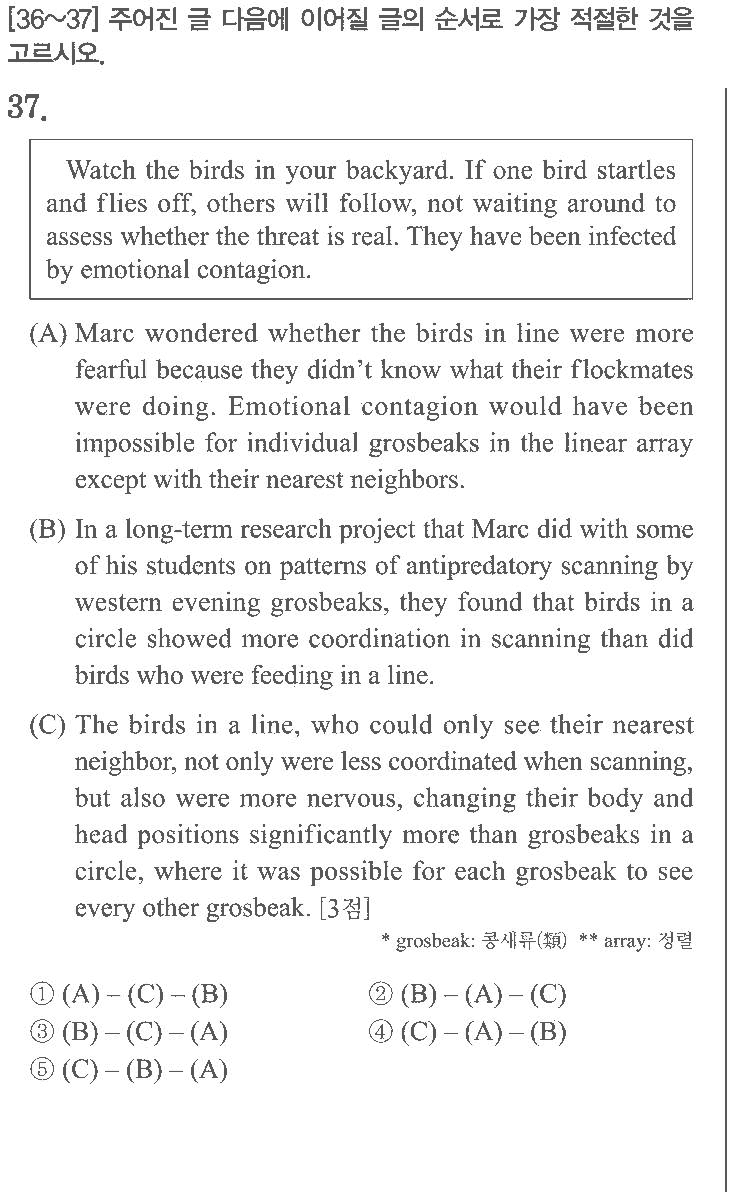 [36~37] 주어진 글 다음에 이어질 글의 순서로 가장 적절한 것을
고르시오.
37.
Watch the birds in your backyard. If one bird startles
and flies off, others will follow, not waiting around to
assess whether the threat is real. They have been infected
by emotional contagion.
(A) Marc wondered whether the birds in line were more
fearful because they didn't know what their flockmates
were doing. Emotional contagion would have been
impossible for individual grosbeaks in the linear array
except with their nearest neighbors.
(B) In a long-term research project that Marc did with some
of his students on patterns of antipredatory scanning by
western evening grosbeaks, they found that birds in a
circle showed more coordination in scanning than did
birds who were feeding in a line.
(C) The birds in a line, who could only see their nearest
neighbor, not only were less coordinated when scanning,
but also were more nervous, changing their body and
head positions significantly more than grosbeaks in a
circle, where it was possible for each grosbeak to see
every other grosbeak. [3점]
* grosbeak: 콩새류(類) ** array: 정렬
① (A) – (C) – (B) ② (B) – (A) – (C)
③ (B) – (C) – (A) ④ (C) – (A) – (B)
⑤ (C) – (B) – (A)